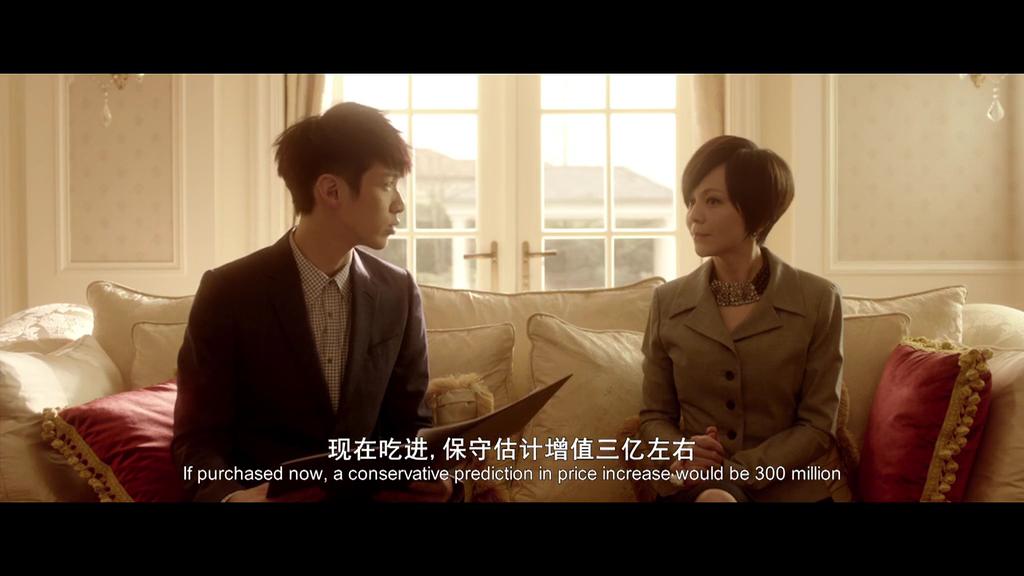 现在吃进,保守估计增值三亿左右
If purchased now, a conservative prediction in price increase would be 300 million